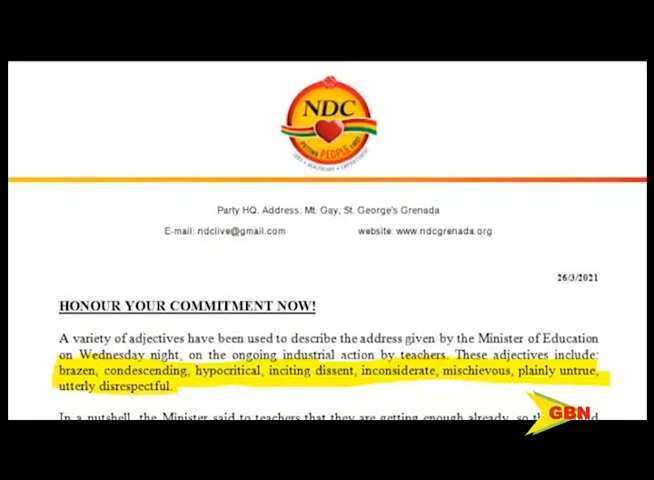 NDC
PUTTING PEOPLE FIRST
JOBS • HEALTHCARE • EMPOWERMENT
Party HQ. Address: Mt. Gay, St. George's Grenada
E-mail: ndclive@gmail.com website: www.ndcgrenada.org
26/3/2021
HONOUR YOUR COMMITMENT NOW!
A variety of adjectives have been used to describe the address given by the Minister of Education
on Wednesday night, on the ongoing industrial action by teachers. These adjectives include:
brazen, condescending, hypocritical, inciting dissent, inconsiderate, mischievous, plainly untrue,
utterly disrespectful.
In a nutshell, the Minister said to teachers that they are getting enough already, so
GBN